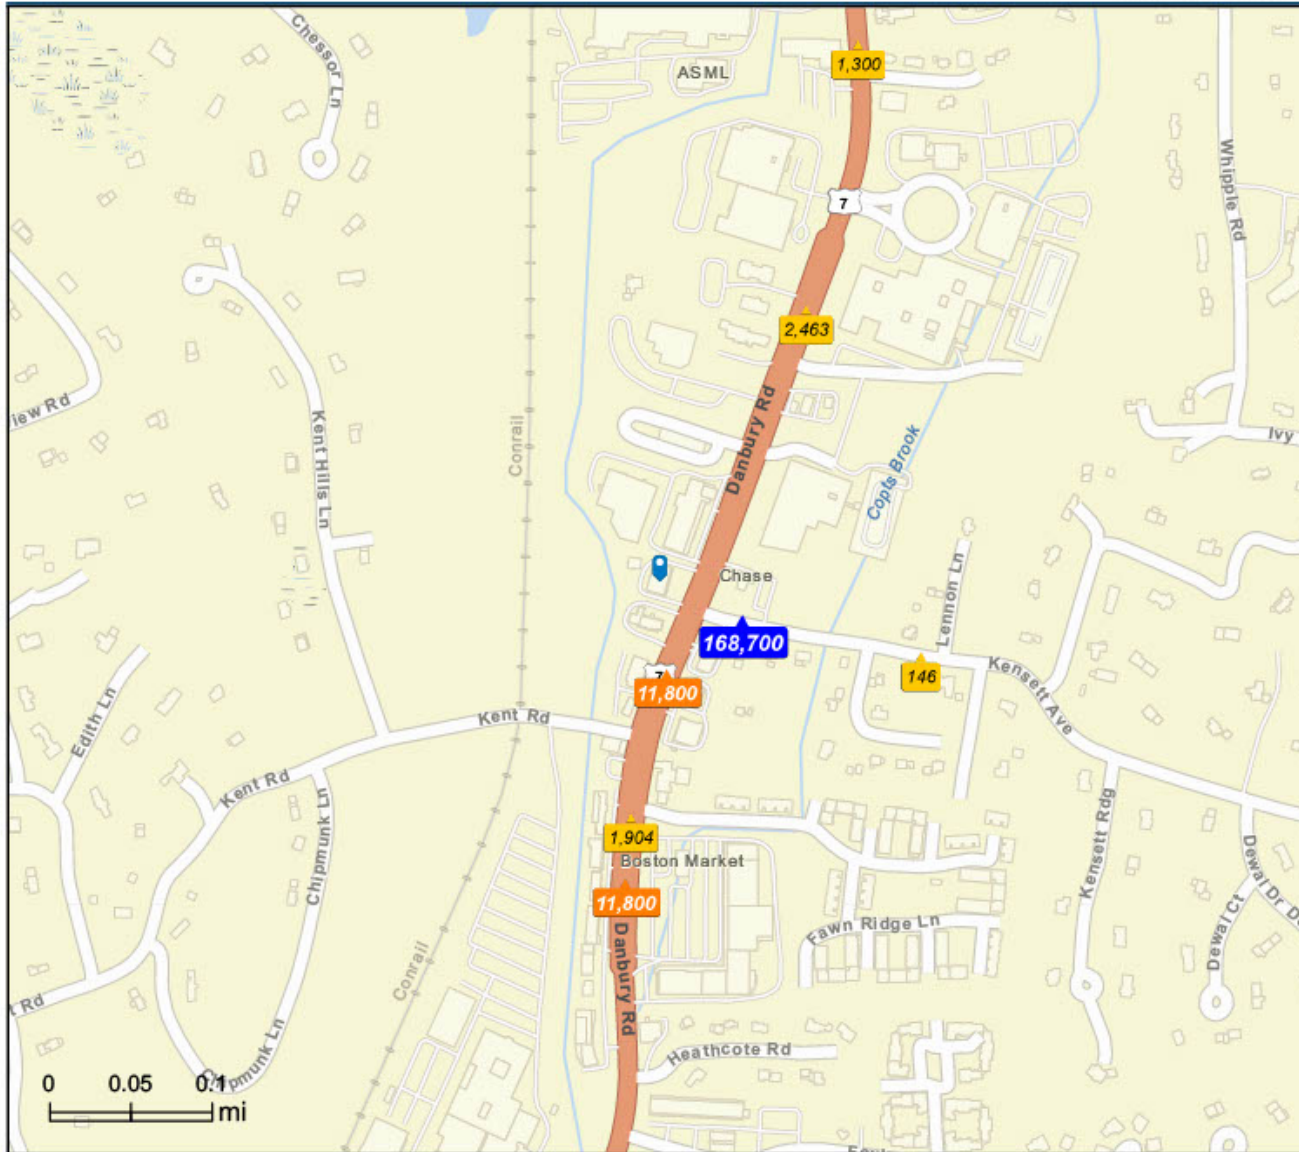 Chessor Ln
ASML
1,300
Whipple Rd
7
2,463
iew Rd
Kent Hills Ln
Conrail
Danbury Rd
Copts Brook
Ivy
Chase
Lennon Ln
168,700
146
Kensett Ave
7
11,800
Edith Ln
Kent Rd
Kent Rd
Chipmunk Ln
1,904
Boston Market
Kensett Rdg
Dewal Dr
11,800
Fawn Ridge Ln
Dewal Ct
Danbury Rd
Conrail
t Rd
Chipmunk Ln
Heathcote Rd
0 0.05 0.1
mi